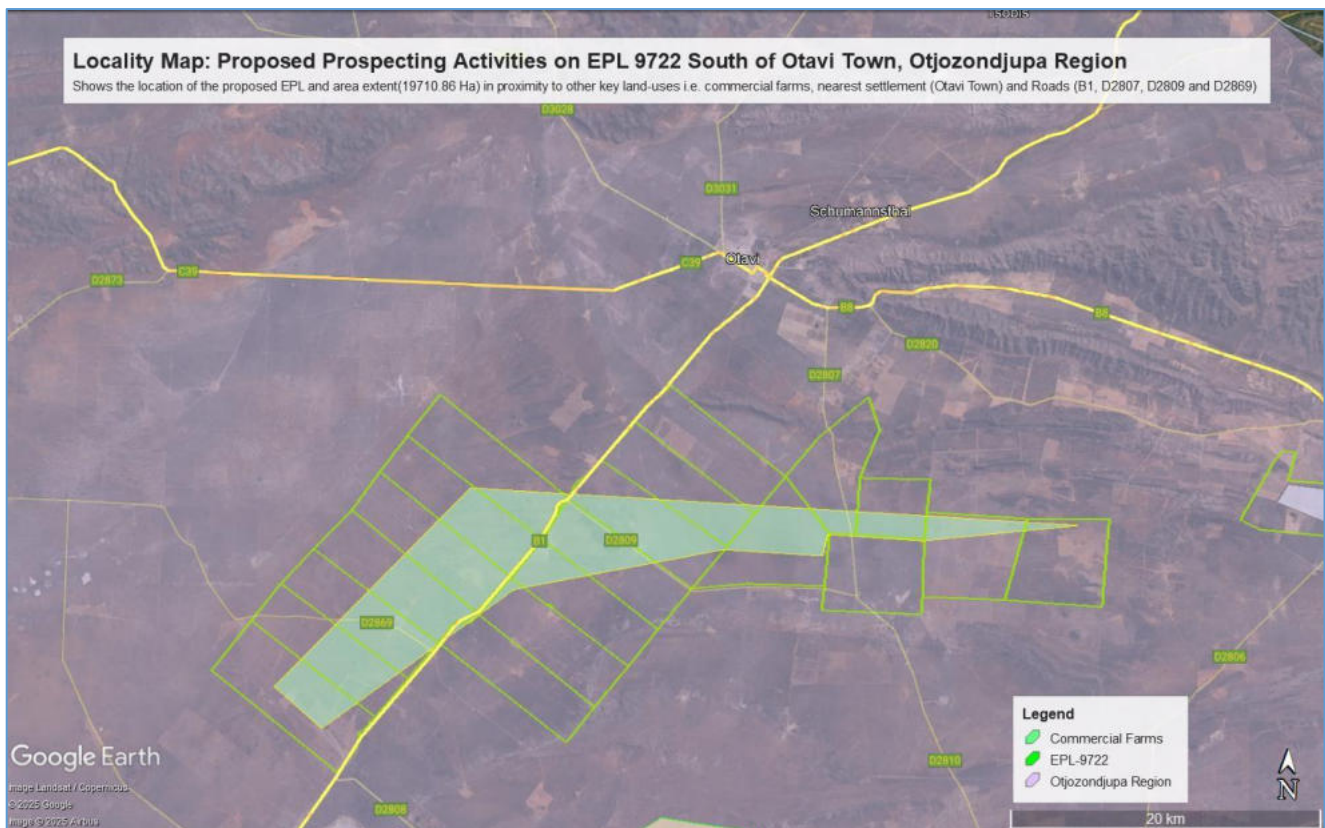 Tsobis
Locality Map: Proposed Prospecting Activities on EPL 9722 South of Otavi Town, Otjozondjupa Region
Shows the location of the proposed EPL and area extent(19710.86 Ha) in proximity to other key land-uses i.e. commercial farms, nearest settlement (Otavi Town) and Roads (B1, D2807, D2809 and D2869)
D3028
D3031
Schumannsthal
Otavi
C39
C39
D2873
B8
B8
D2820
D2807
B1
D2809
D2869
D2806
Legend
Commercial Farms
EPL-9722
Otjozondjupa Region
D2810
D2808
N
20 km
Google Earth
Image Landsat / Copernicus
© 2025 Google
Image © 2025 Airbus